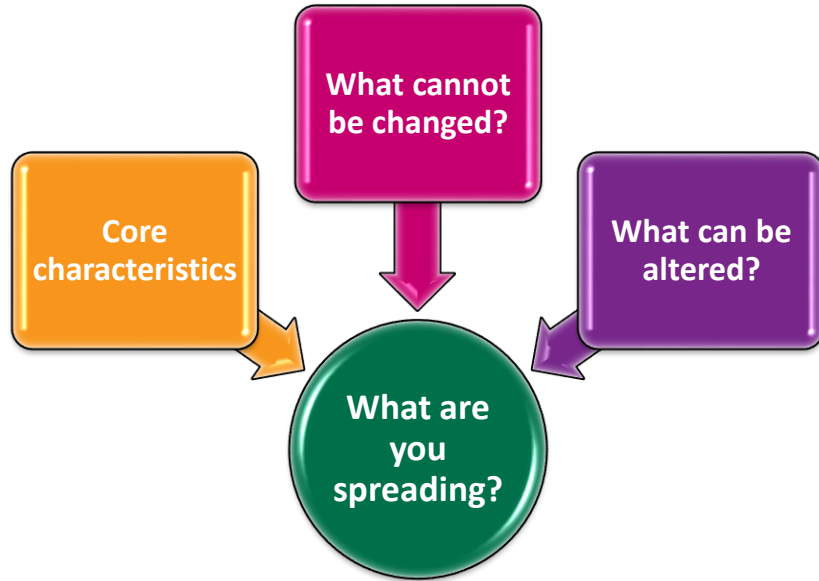 Core
characteristics
What cannot
be changed?
What can be
altered?
What are
you
spreading?